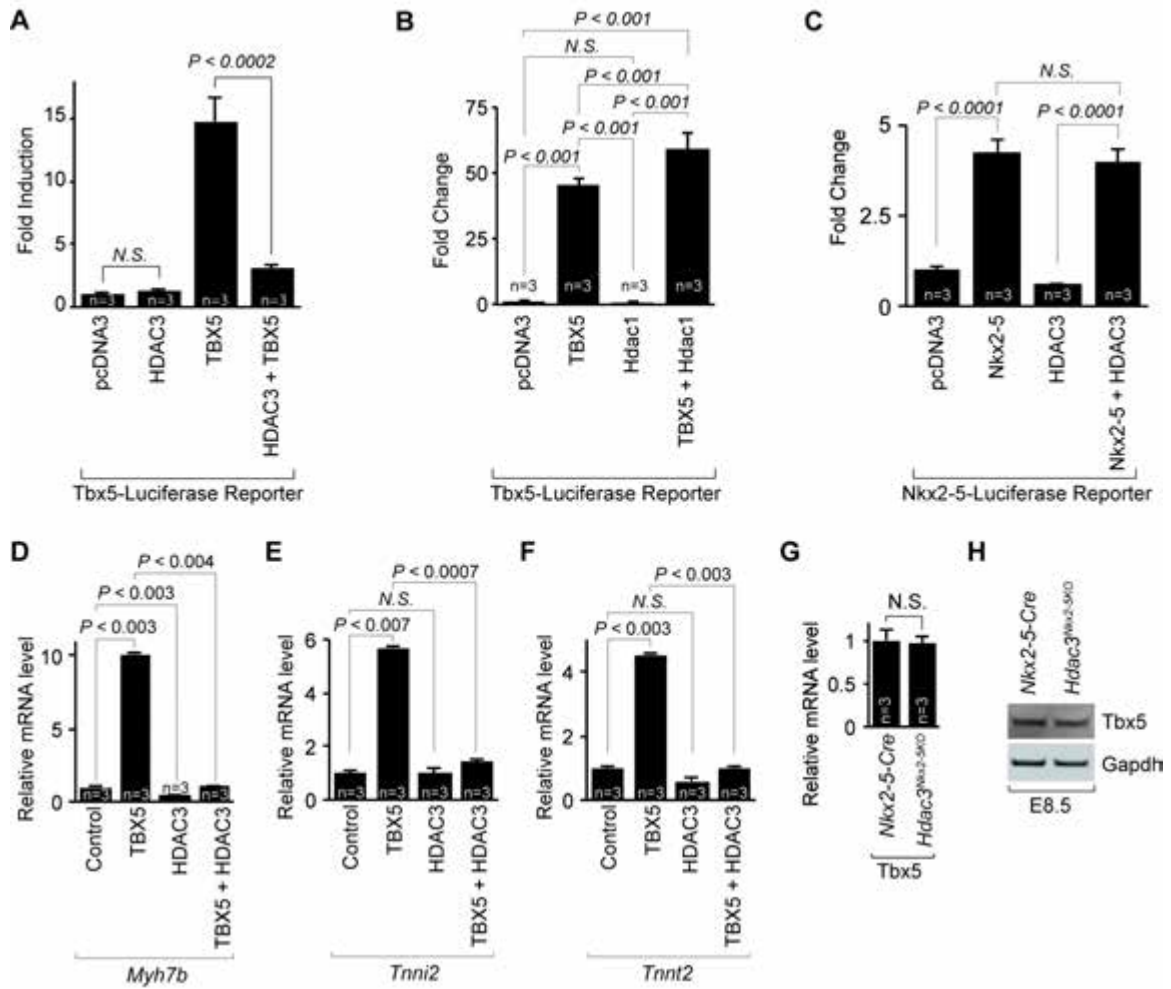 A
P < 0.0002
N.S.
Fold Induction
15
10
5
0
n=3
n=3
n=3
n=3
pcDNA3
HDAC3
TBX5
HDAC3 + TBX5
Tbx5-Luciferase Reporter
B
P < 0.001
N.S.
P < 0.001
P < 0.001
P < 0.001
P < 0.001
Fold Change
75
50
25
0
n=3
n=3
n=3
n=3
pcDNA3
TBX5
Hdac1
TBX5 + Hdac1
Tbx5-Luciferase Reporter
C
N.S.
P < 0.0001
P < 0.0001
Fold Change
5
2.5
0
n=3
n=3
n=3
n=3
pcDNA3
Nkx2-5
HDAC3
Nkx2-5 + HDAC3
Nkx2-5-Luciferase Reporter
D
P < 0.004
P < 0.003
P < 0.003
Relative mRNA level
10
5
0
n=3
n=3
n=3
n=3
Control
TBX5
HDAC3
TBX5 + HDAC3
Myh7b
E
P < 0.0007
N.S.
P < 0.007
Relative mRNA level
6
4
2
0
n=3
n=3
n=3
n=3
Control
TBX5
HDAC3
TBX5 + HDAC3
Tnni2
F
P < 0.003
N.S.
P < 0.003
Relative mRNA level
4
2
0
n=3
n=3
n=3
n=3
Control
TBX5
HDAC3
TBX5 + HDAC3
Tnnt2
G
N.S.
Relative mRNA level
1
0.5
0
n=3
n=3
Nkx2-5-Cre
Hdac3Nkx2-5KO
Tbx5
H
Nkx2-5-Cre
Hdac3Nkx2-5KO
Tbx5
Gapdh
E8.5